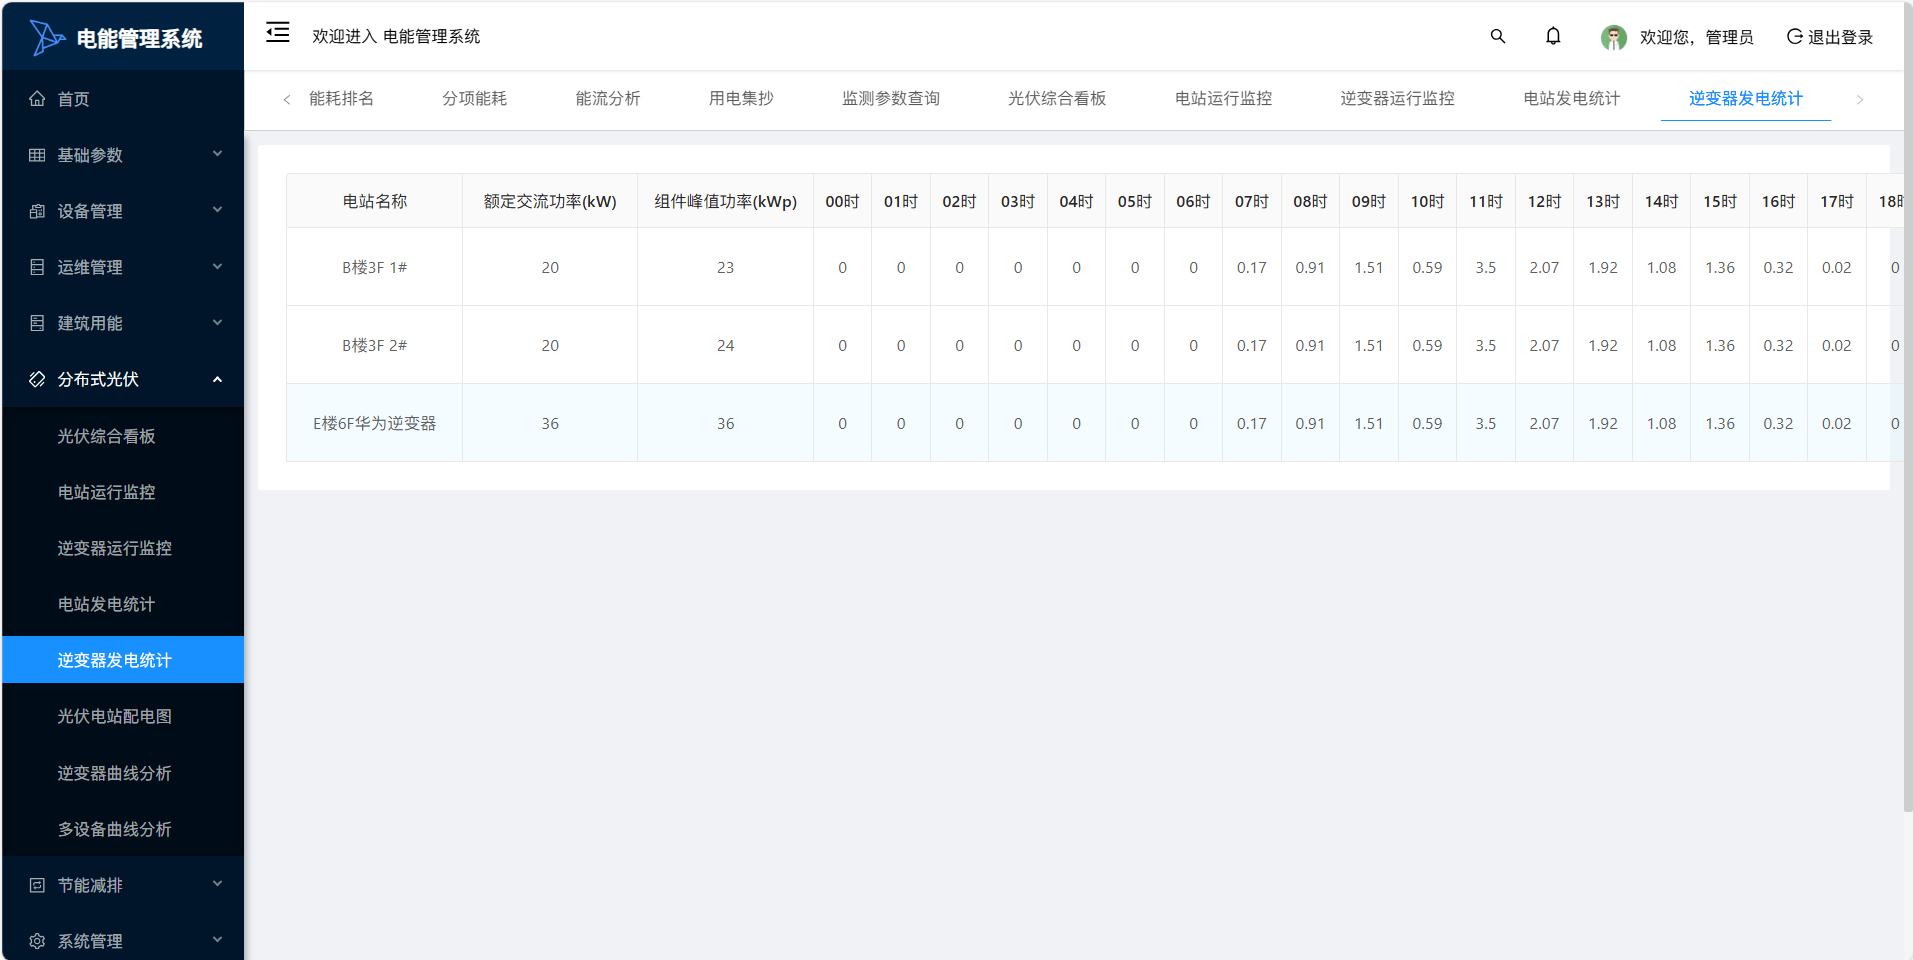 电能管理系统
欢迎进入 电能管理系统
欢迎您，管理员
退出登录
首页
基础参数
设备管理
运维管理
建筑用能
分布式光伏
光伏综合看板
电站运行监控
逆变器运行监控
电站发电统计
逆变器发电统计
光伏电站配电图
逆变器曲线分析
多设备曲线分析
节能减排
系统管理
能耗排名 分项能耗 能流分析 用电集抄 监测参数查询 光伏综合看板 电站运行监控 逆变器运行监控 电站发电统计 逆变器发电统计
电站名称 额定交流功率(kW) 组件峰值功率(kWp) 00时 01时 02时 03时 04时 05时 06时 07时 08时 09时 10时 11时 12时 13时 14时 15时 16时 17时 18时
B楼3F 1# 20 23 0 0 0 0 0 0 0 0.17 0.91 1.51 0.59 3.5 2.07 1.92 1.08 1.36 0.32 0.02 0
B楼3F 2# 20 24 0 0 0 0 0 0 0 0.17 0.91 1.51 0.59 3.5 2.07 1.92 1.08 1.36 0.32 0.02 0
E楼6F华为逆变器 36 36 0 0 0 0 0 0 0 0.17 0.91 1.51 0.59 3.5 2.07 1.92 1.08 1.36 0.32 0.02 0